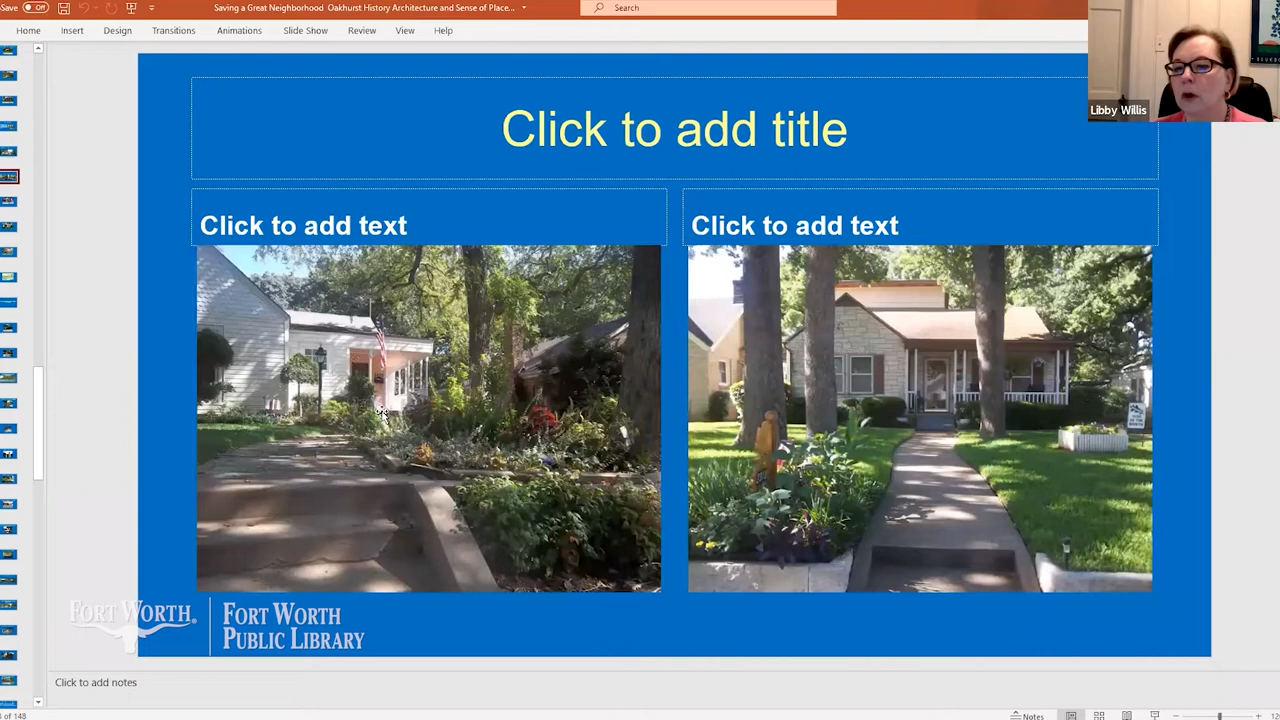 Save
Off
Saving a Great Neighborhood Oakhurst History Architecture and Sense of Place...
Search
Home Insert Design Transitions Animations Slide Show Review View Help
Libby Willis
Click to add title
Click to add text
Click to add text
FORT WORTH®
FORT WORTH
PUBLIC LIBRARY
Click to add notes
of 148
Notes